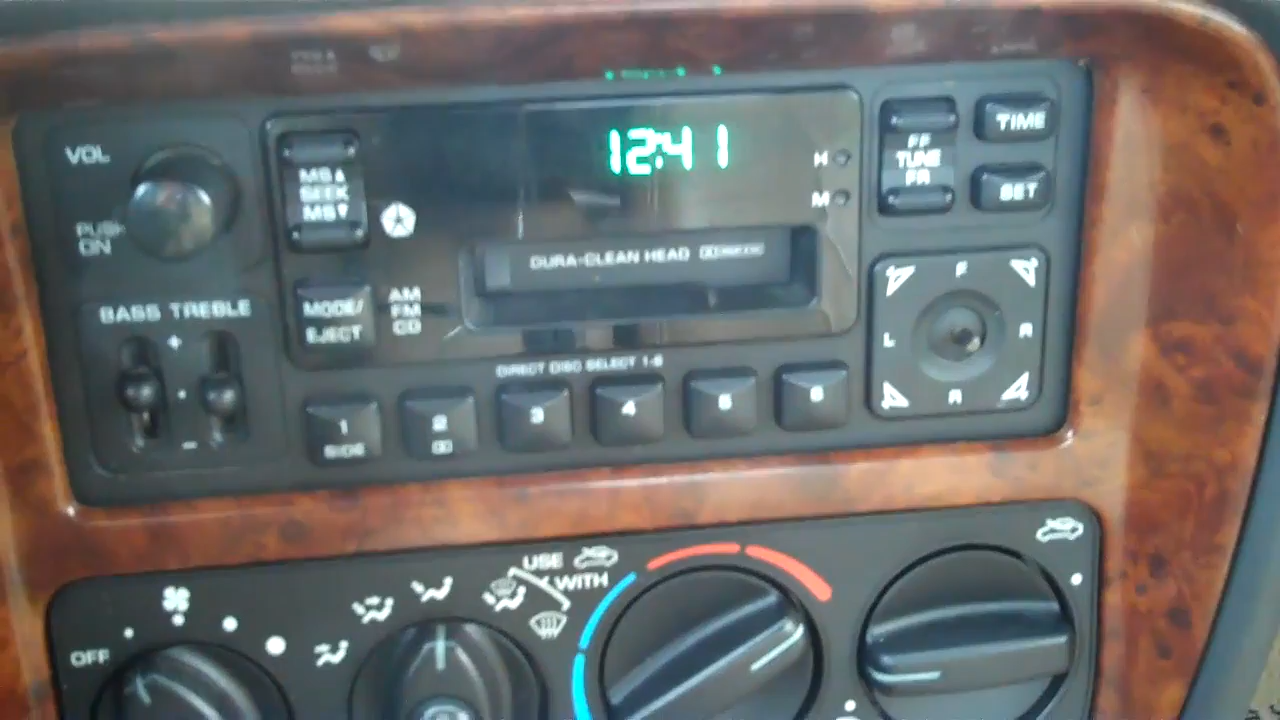 VOL
PUSH
ON
BASS TREBLE
+
−
MS▲
SEEK
MS▼
MODE/
EJECT
AM
FM
CD
12:41
H
M
DURA-CLEAN HEAD
DIRECT DISC SELECT 1-6
1
SIDE
2
3
4
5
6
FF
TUNE
FR
TIME
SET
F
L
R
R
OFF
USE
WITH